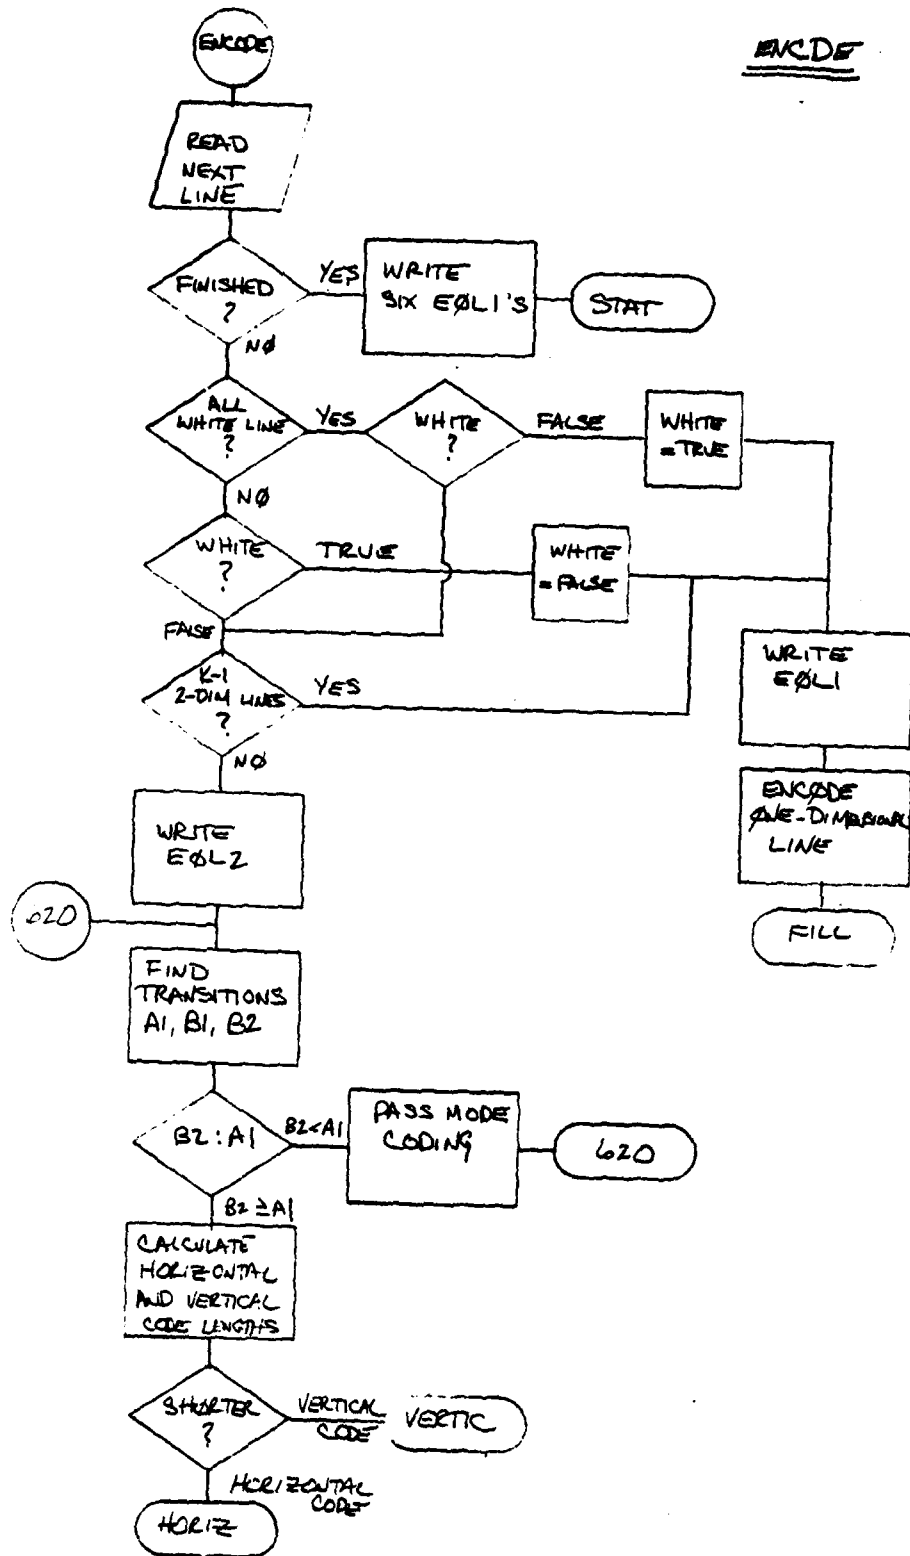 ENCODE
ENCDE
READ
NEXT
LINE
FINISHED
?
YES
WRITE
SIX EØL1'S
STAT
NØ
ALL
WHITE LINE
?
YES
WHITE
?
FALSE
WHITE
=TRUE
NØ
WHITE
?
TRUE
WHITE
=FALSE
FALSE
K-1
2-DIM LINES
?
YES
WRITE
EØL1
NØ
ENCØDE
ØNE-DIMENSIONAL
LINE
WRITE
EØL2
FILL
620
FIND
TRANSITIONS
A1, B1, B2
B2:A1
B2<A1
PASS MODE
CODING
620
B2≥A1
CALCULATE
HORIZONTAL
AND VERTICAL
CODE LENGTHS
SHORTER
?
VERTICAL
CODE
VERTIC
HORIZONTAL
CODE
HORIZ